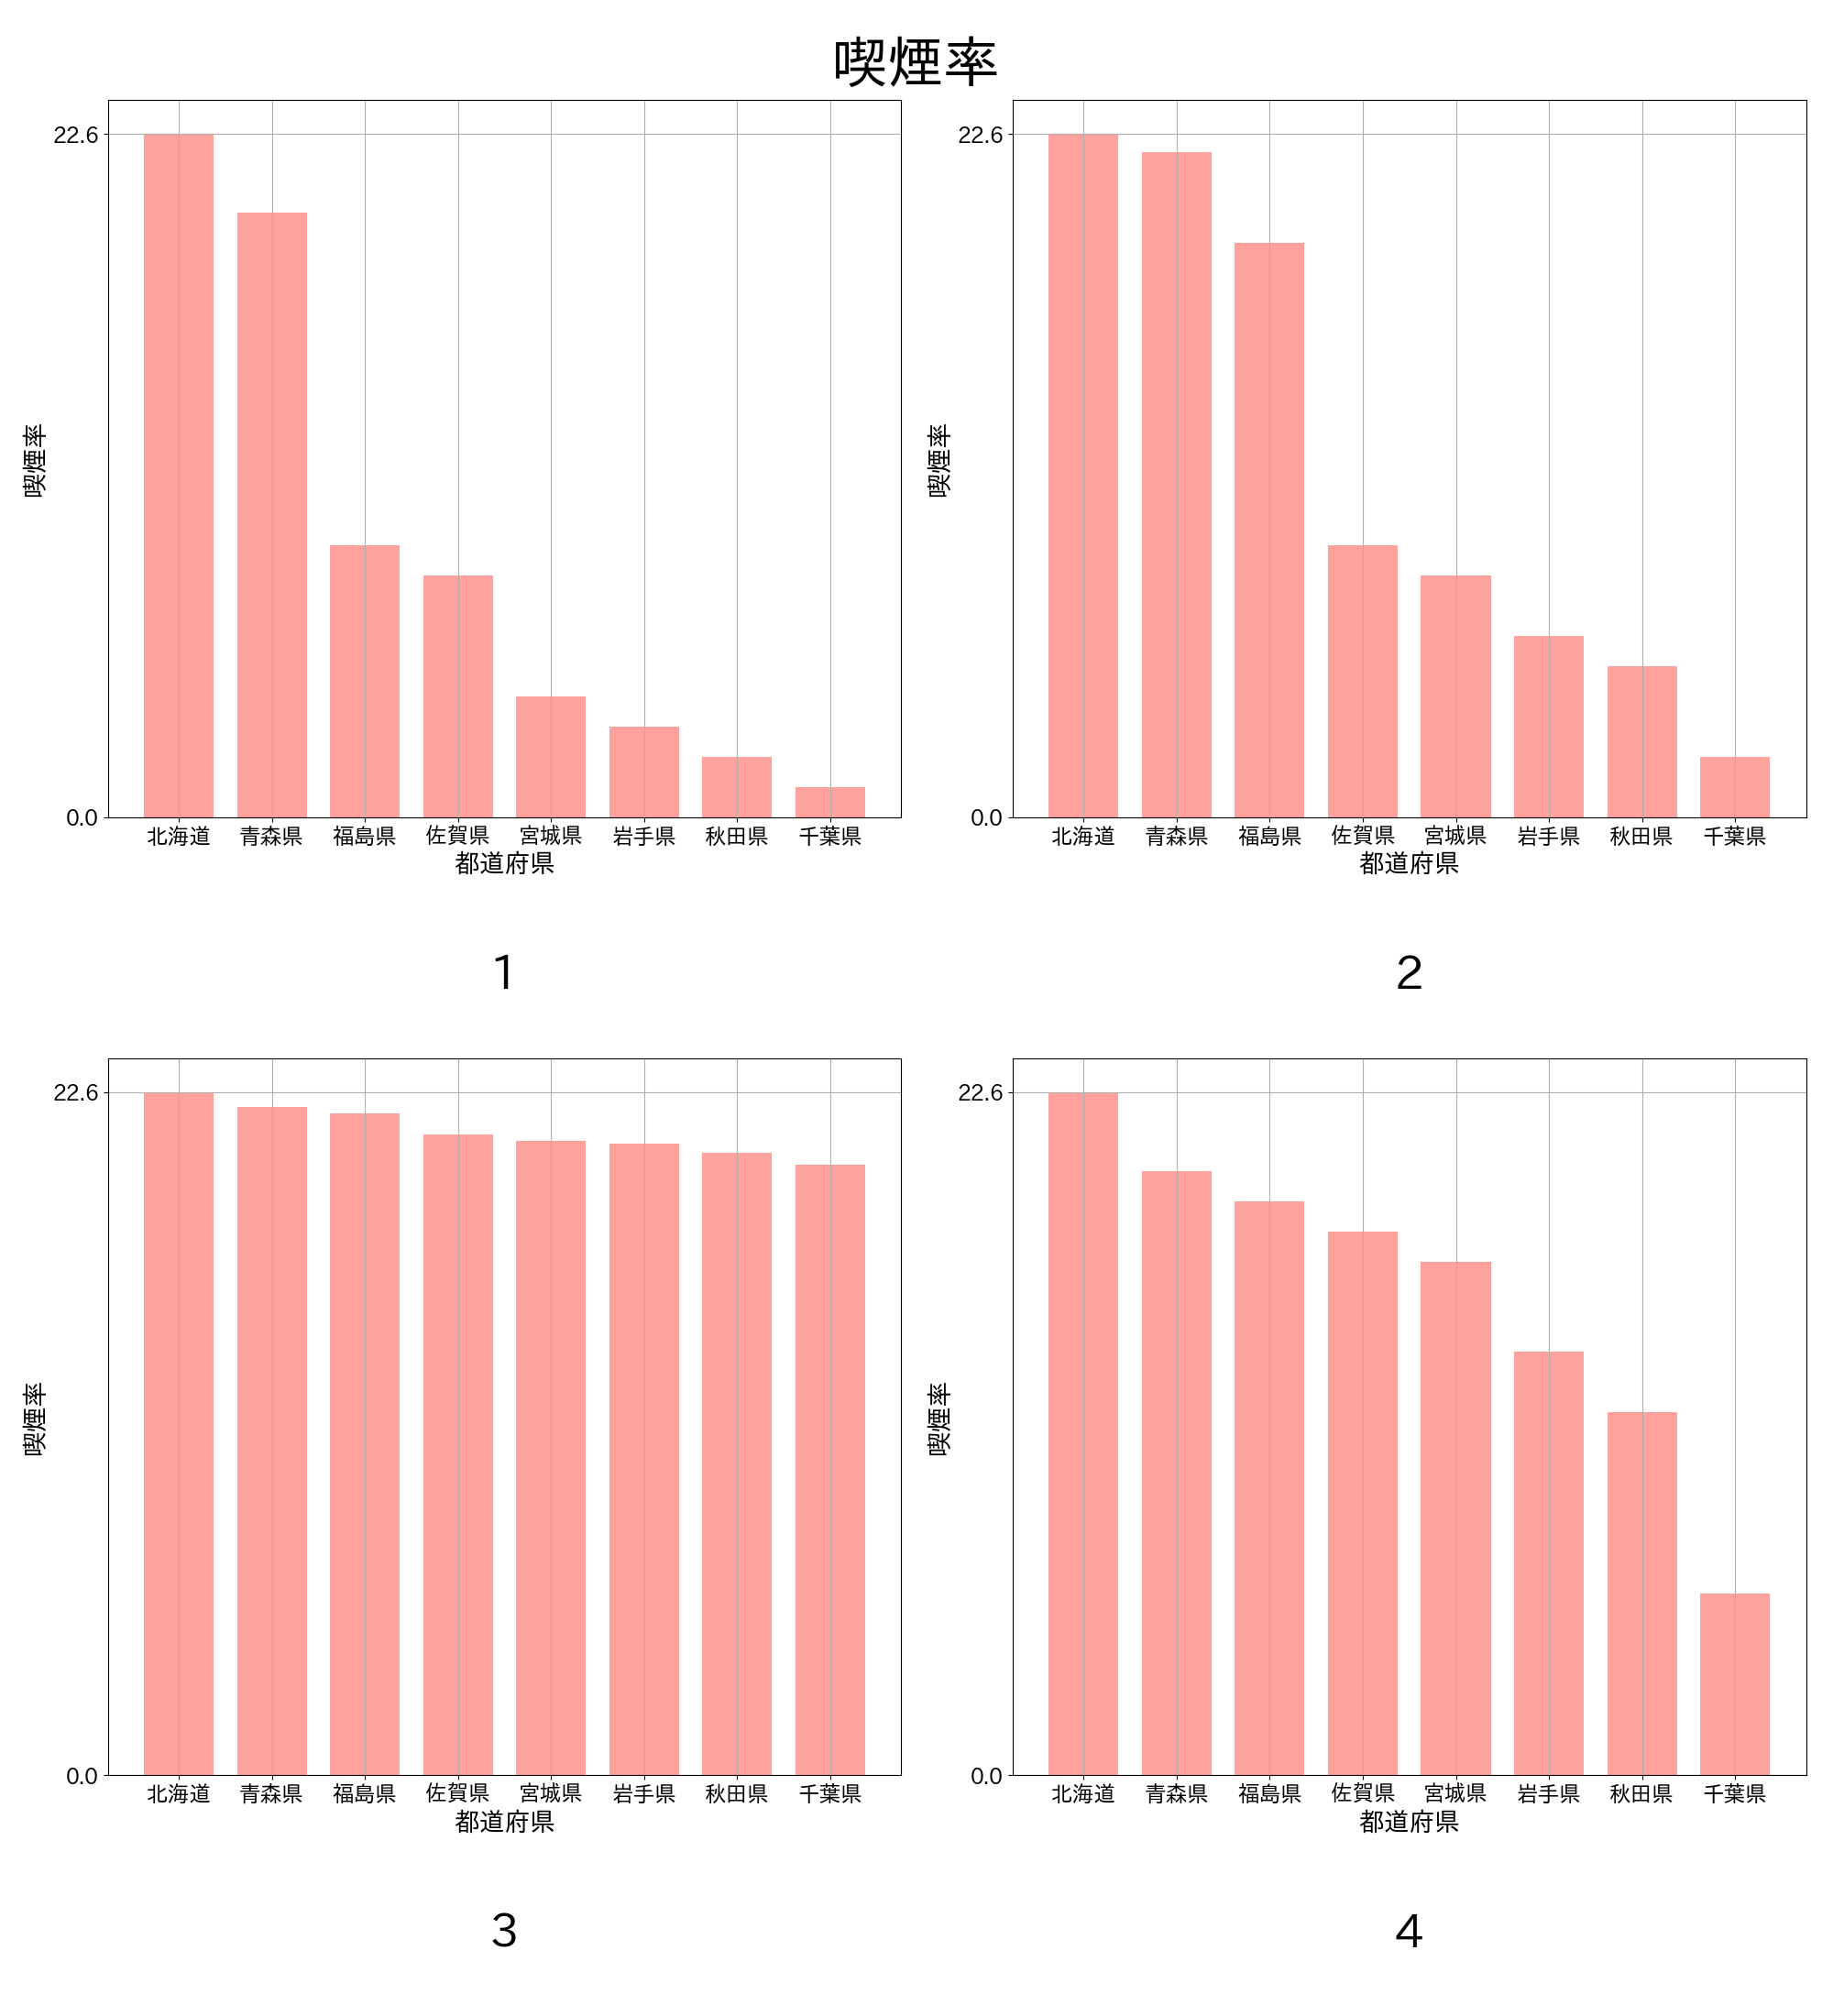 喫煙率
22.6
0.0
喫煙率
北海道 青森県 福島県 佐賀県 宮城県 岩手県 秋田県 千葉県
都道府県
1
22.6
0.0
喫煙率
北海道 青森県 福島県 佐賀県 宮城県 岩手県 秋田県 千葉県
都道府県
2
22.6
0.0
喫煙率
北海道 青森県 福島県 佐賀県 宮城県 岩手県 秋田県 千葉県
都道府県
3
22.6
0.0
喫煙率
北海道 青森県 福島県 佐賀県 宮城県 岩手県 秋田県 千葉県
都道府県
4